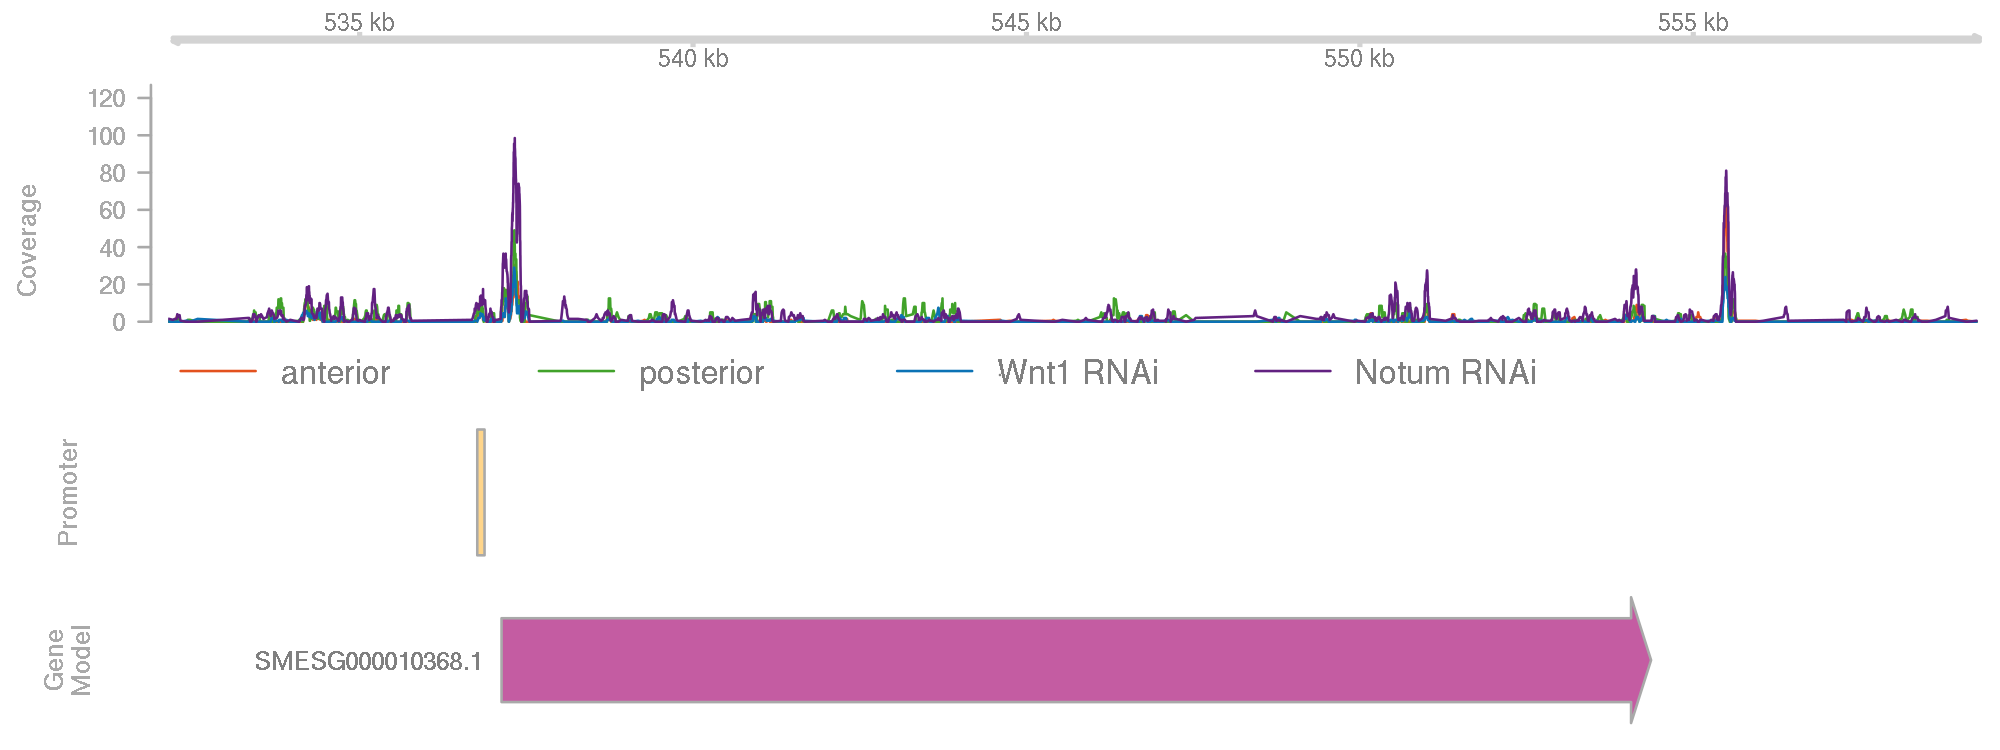 535 kb
545 kb
555 kb
540 kb
550 kb
Coverage
120
100
80
60
40
20
0
anterior
posterior
Wnt1 RNAi
Notum RNAi
Promoter
Gene
Model
SMESG000010368.1